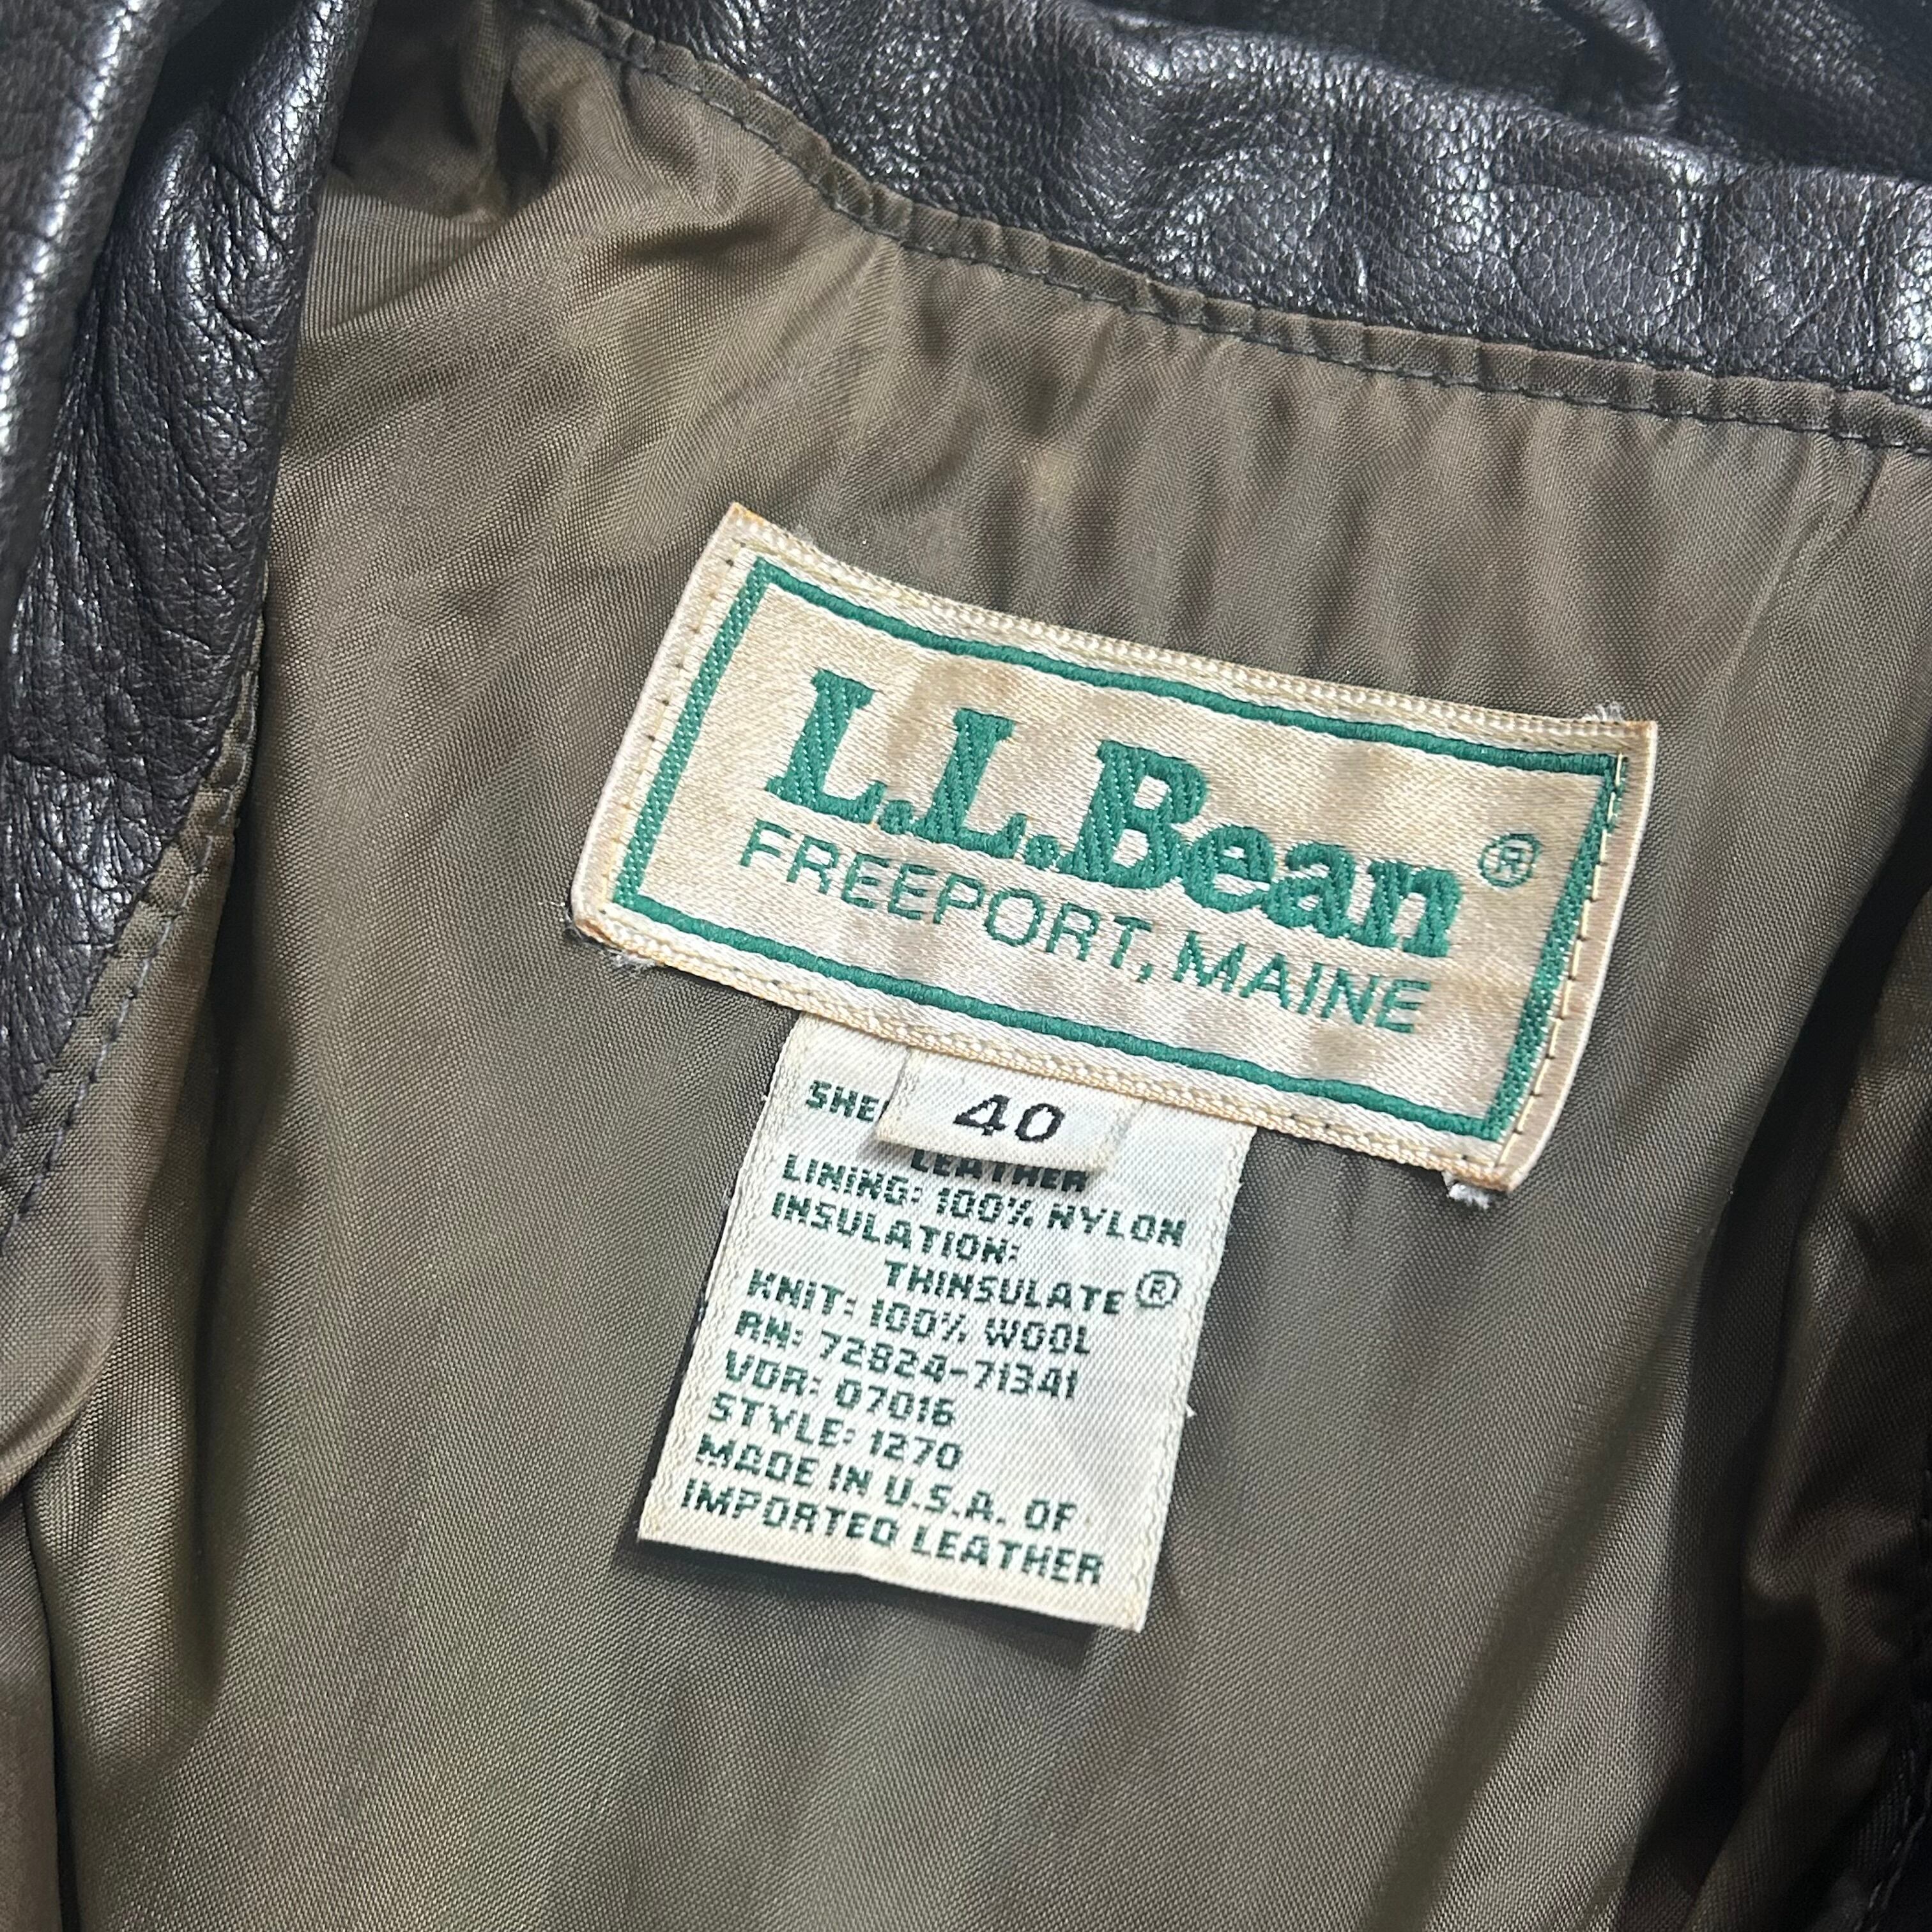 L.L.Bean®
FREEPORT, MAINE
40
LEATHER
LINING: 100% NYLON
INSULATION:
THINSULATE®
KNIT: 100% WOOL
RN: 72824-71341
VDR: 07016
STYLE: 1270
MADE IN U.S.A. OF
IMPORTED LEATHER